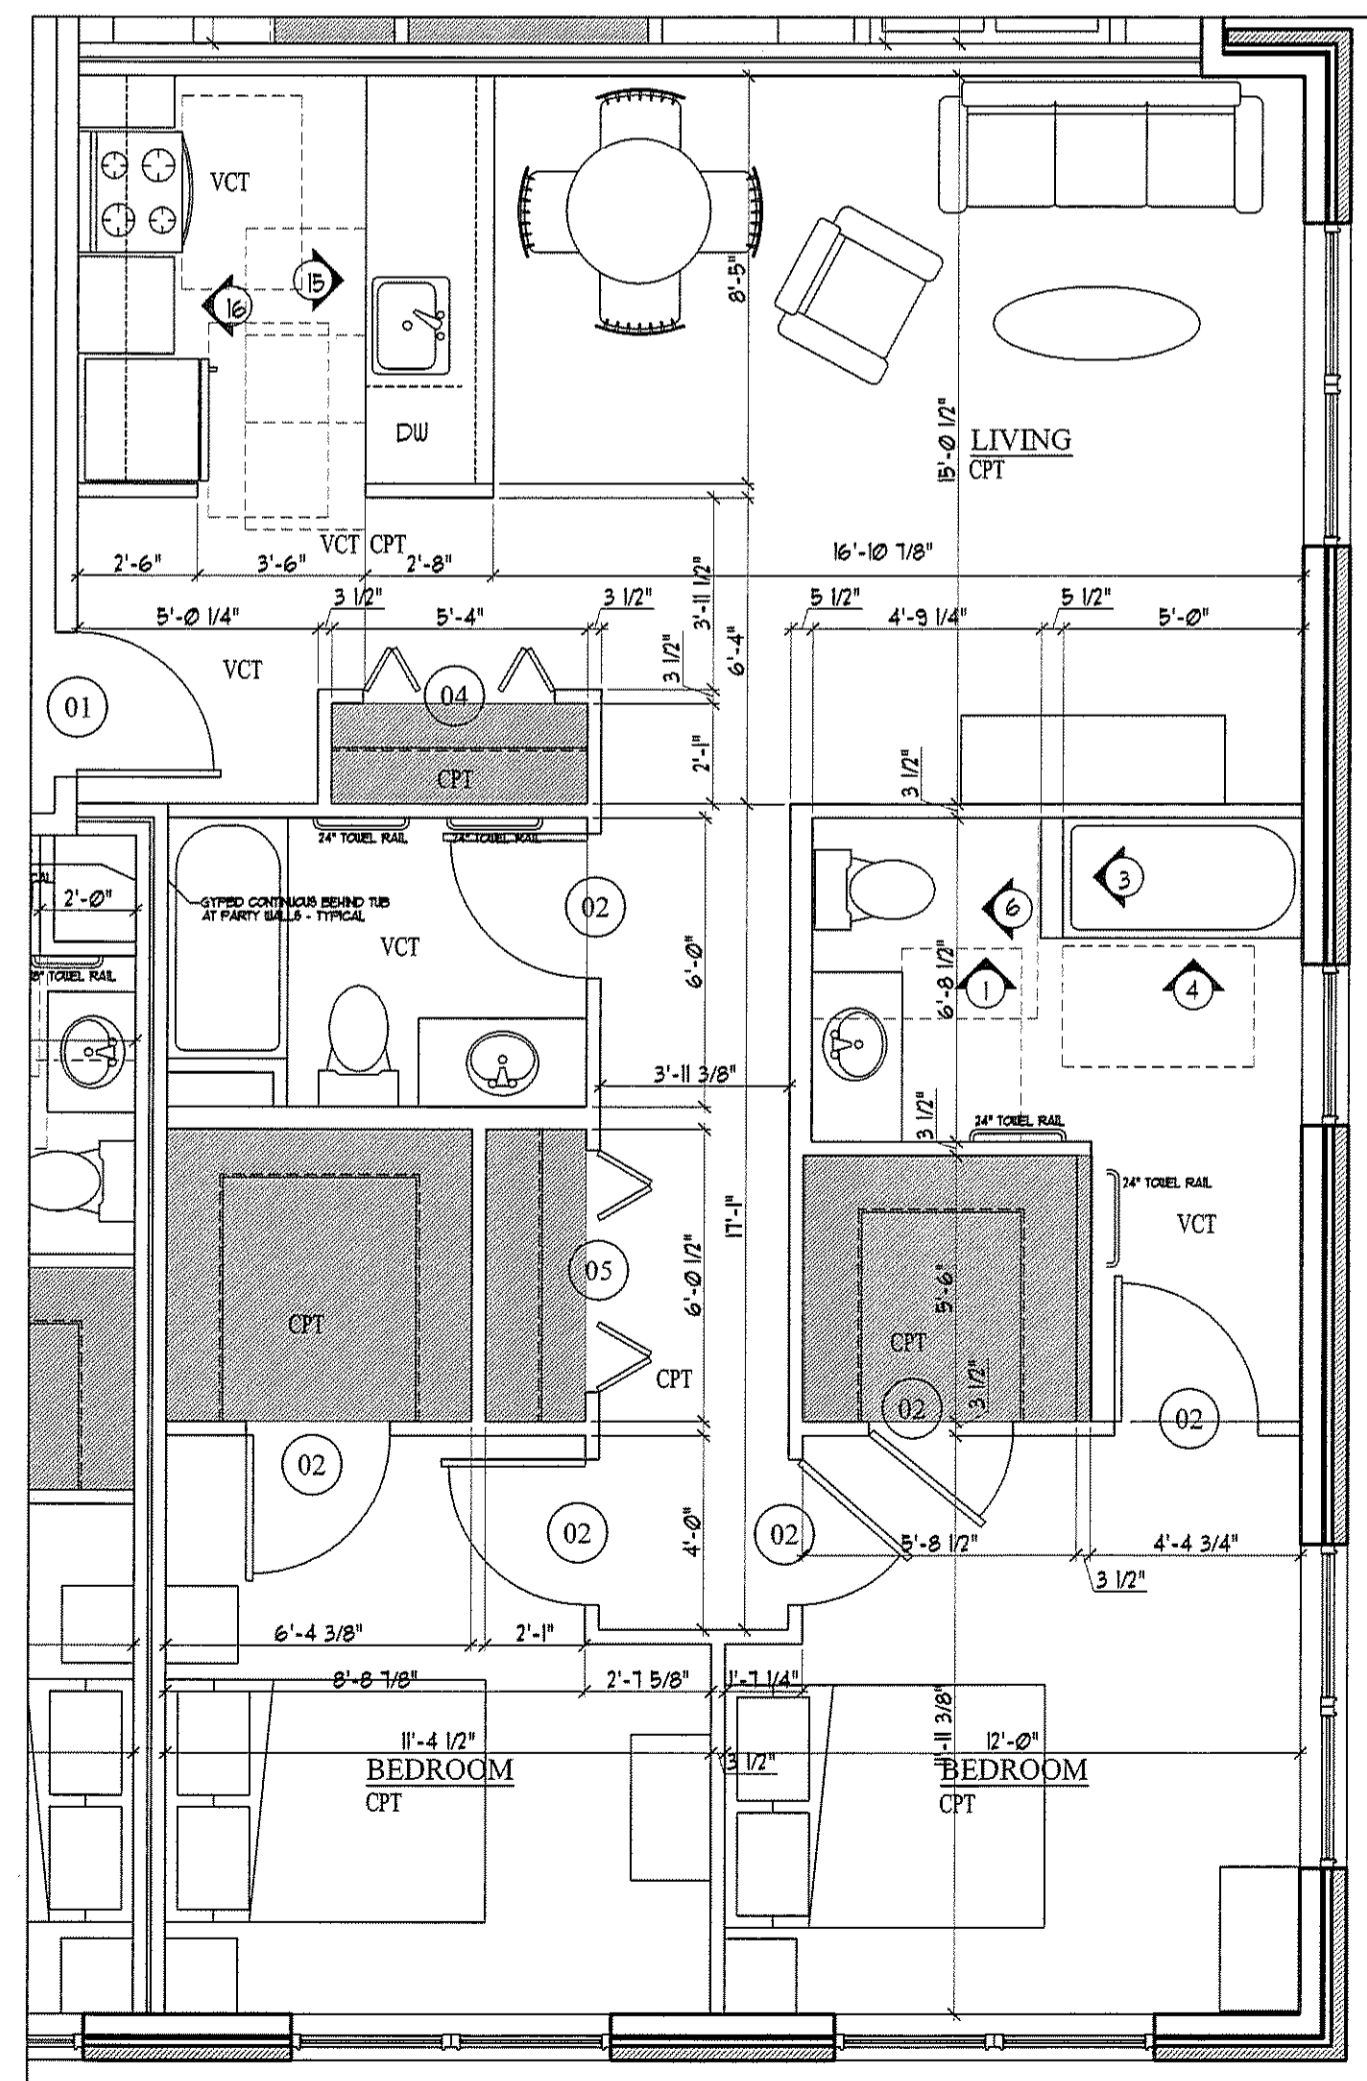 VCT
15
16
8'-5"
DW
15'-0 1/2"
LIVING
CPT
VCT CPT
2'-6"
3'-6"
2'-8"
16'-10 7/8"
5'-0 1/4"
3 1/2"
5'-4"
3 1/2"
3'-11 1/2"
3 1/2"
6'-4"
5 1/2"
4'-9 1/4"
5 1/2"
5'-0"
VCT
01
04
CPT
2'-1"
3 1/2"
24" TOWEL RAIL
24" TOWEL RAIL
2'-0"
GYPBD CONTINUOUS BEHIND TUB
AT PARTY WALLS - TYPICAL
02
VCT
6'-0"
3
6
6'-8 1/2"
1
4
TOWEL RAIL
3'-11 3/8"
3 1/2"
24" TOWEL RAIL
24" TOWEL RAIL
VCT
17'-1"
6'-0 1/2"
05
5'-6"
CPT
CPT
CPT
3 1/2"
02
02
02
02
02
4'-0"
5'-8 1/2"
4'-4 3/4"
3 1/2"
6'-4 3/8"
2'-1"
8'-8 7/8"
2'-7 5/8"
1'-7 1/4"
11'-11 3/8"
11'-4 1/2"
3 1/2"
12'-0"
BEDROOM
CPT
BEDROOM
CPT